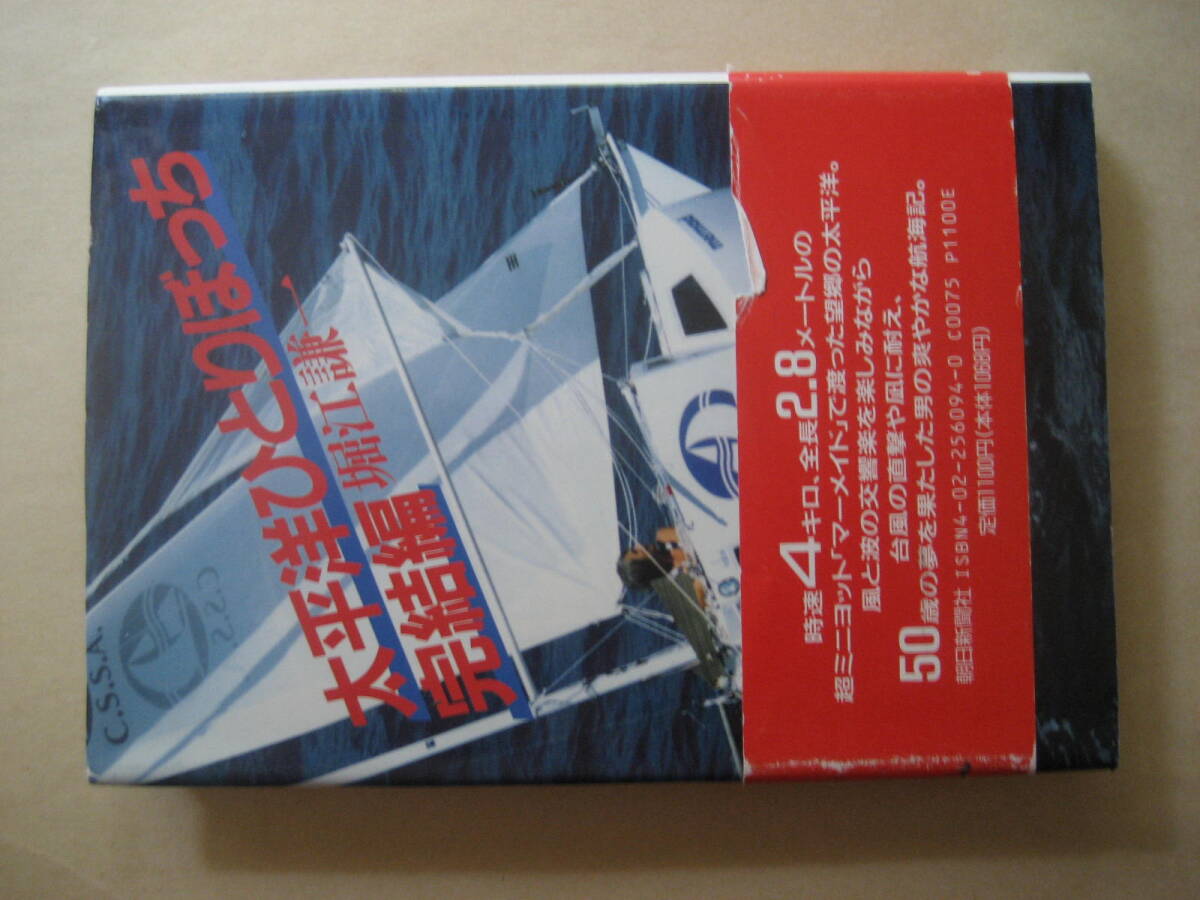 太平洋ひとりぼっち
完結編 堀江謙一
C.S.S.A.
C.S.S
時速4キロ、全長2.8メートルの
超ミニヨット「マーメイド」で渡った望郷の太平洋。
風と波の交響楽を楽しみながら
台風の直撃や凪に耐え、
50歳の夢を果たした男の爽やかな航海記。
朝日新聞社 ISBN4-02-256094-0 C0075 P1100E
定価1100円(本体1068円)